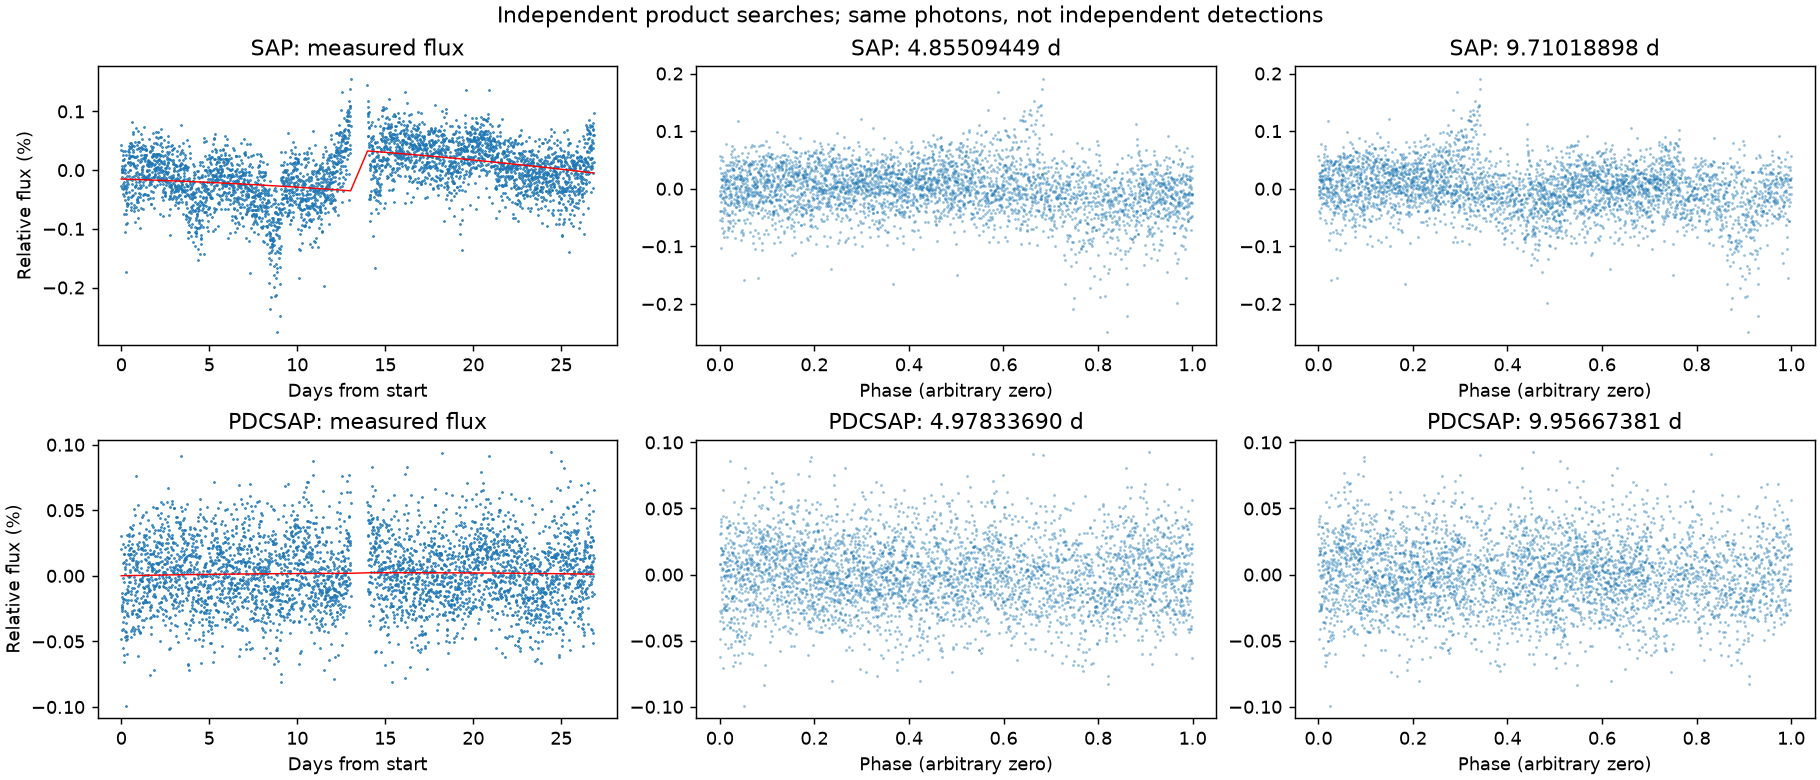 Independent product searches; same photons, not independent detections
SAP: measured flux
SAP: 4.85509449 d
SAP: 9.71018898 d
Relative flux (%)
0.1
0.0
−0.1
−0.2
0 5 10 15 20 25
Days from start
0.2
0.1
0.0
−0.1
−0.2
0.0 0.2 0.4 0.6 0.8 1.0
Phase (arbitrary zero)
0.2
0.1
0.0
−0.1
−0.2
0.0 0.2 0.4 0.6 0.8 1.0
Phase (arbitrary zero)
PDCSAP: measured flux
PDCSAP: 4.97833690 d
PDCSAP: 9.95667381 d
Relative flux (%)
0.10
0.05
0.00
−0.05
−0.10
0 5 10 15 20 25
Days from start
0.10
0.05
0.00
−0.05
−0.10
0.0 0.2 0.4 0.6 0.8 1.0
Phase (arbitrary zero)
0.10
0.05
0.00
−0.05
−0.10
0.0 0.2 0.4 0.6 0.8 1.0
Phase (arbitrary zero)